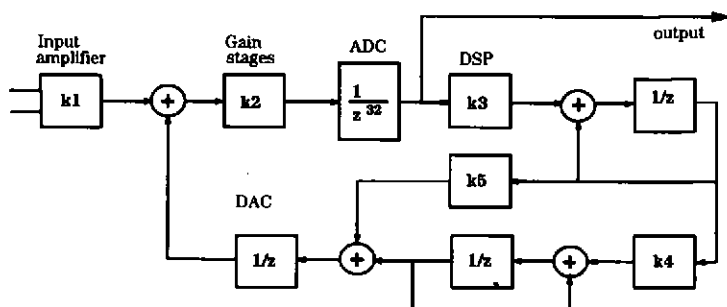 Input
amplifier
Gain
stages
ADC
DSP
output
k1
+
k2
1
z 32
k3
+
1/z
k5
DAC
1/z
+
1/z
+
k4